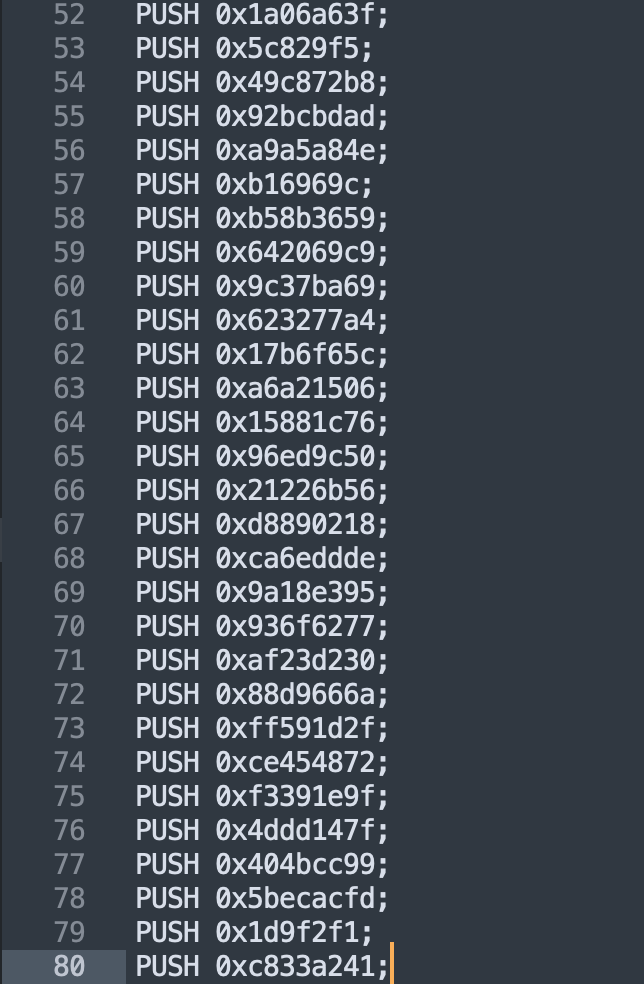 52 PUSH 0x1a06a63f;
53 PUSH 0x5c829f5;
54 PUSH 0x49c872b8;
55 PUSH 0x92bcbdad;
56 PUSH 0xa9a5a84e;
57 PUSH 0xb16969c;
58 PUSH 0xb58b3659;
59 PUSH 0x642069c9;
60 PUSH 0x9c37ba69;
61 PUSH 0x623277a4;
62 PUSH 0x17b6f65c;
63 PUSH 0xa6a21506;
64 PUSH 0x15881c76;
65 PUSH 0x96ed9c50;
66 PUSH 0x21226b56;
67 PUSH 0xd8890218;
68 PUSH 0xca6eddde;
69 PUSH 0x9a18e395;
70 PUSH 0x936f6277;
71 PUSH 0xaf23d230;
72 PUSH 0x88d9666a;
73 PUSH 0xff591d2f;
74 PUSH 0xce454872;
75 PUSH 0xf3391e9f;
76 PUSH 0x4ddd147f;
77 PUSH 0x404bcc99;
78 PUSH 0x5becacfd;
79 PUSH 0x1d9f2f1;
80 PUSH 0xc833a241;